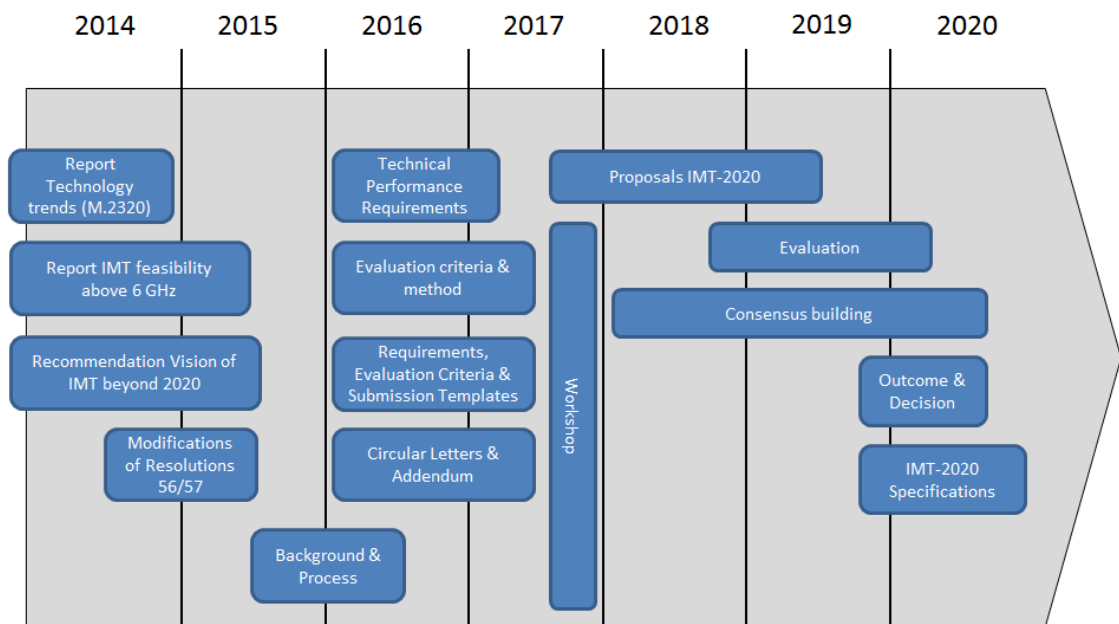 2014 2015 2016 2017 2018 2019 2020
Report
Technology
trends (M.2320)
Technical
Performance
Requirements
Proposals IMT-2020
Report IMT feasibility
above 6 GHz
Evaluation criteria &
method
Evaluation
Consensus building
Recommendation Vision of
IMT beyond 2020
Requirements,
Evaluation Criteria &
Submission Templates
Workshop
Outcome &
Decision
Modifications
of Resolutions
56/57
Circular Letters &
Addendum
IMT-2020
Specifications
Background &
Process